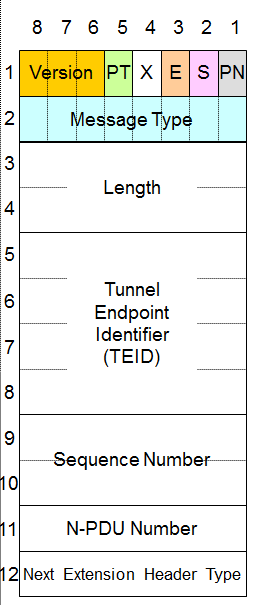 8 7 6 5 4 3 2 1
1 Version PT X E S PN
2 Message Type
3
Length
4
5
Tunnel
6 Endpoint
Identifier
7 (TEID)
8
9
Sequence Number
10
11 N-PDU Number
12 Next Extension Header Type